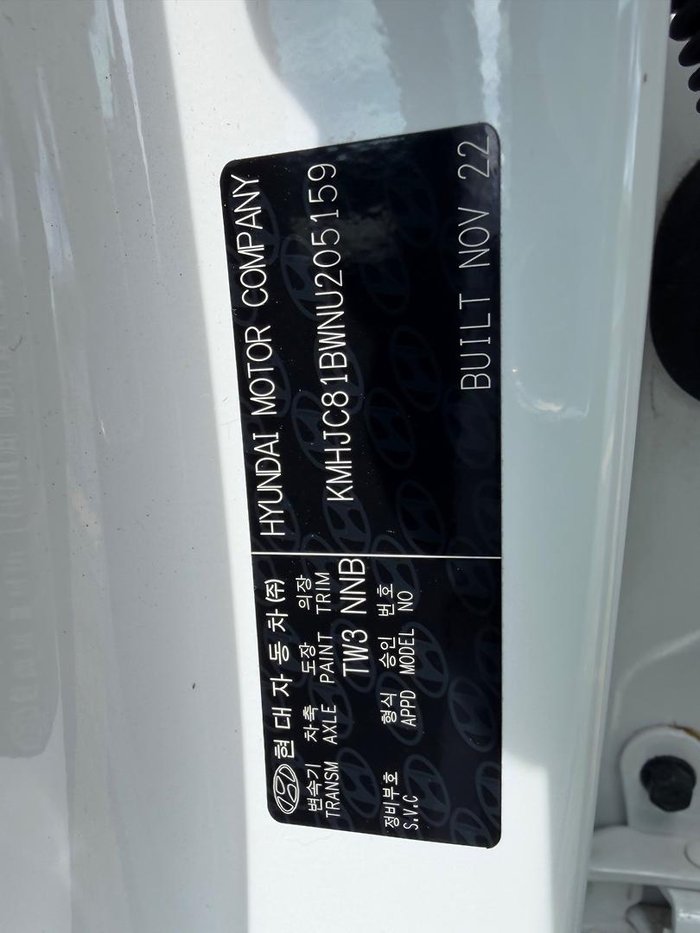 현대자동차(주)
HYUNDAI MOTOR COMPANY
변속기 차축 도장 의장
TRANSM AXLE PAINT TRIM
TW3 NNB
KMHJC81BWNU205159
정비부호 형식 승인 번호
S.V.C APPD MODEL NO
BUILT NOV 22